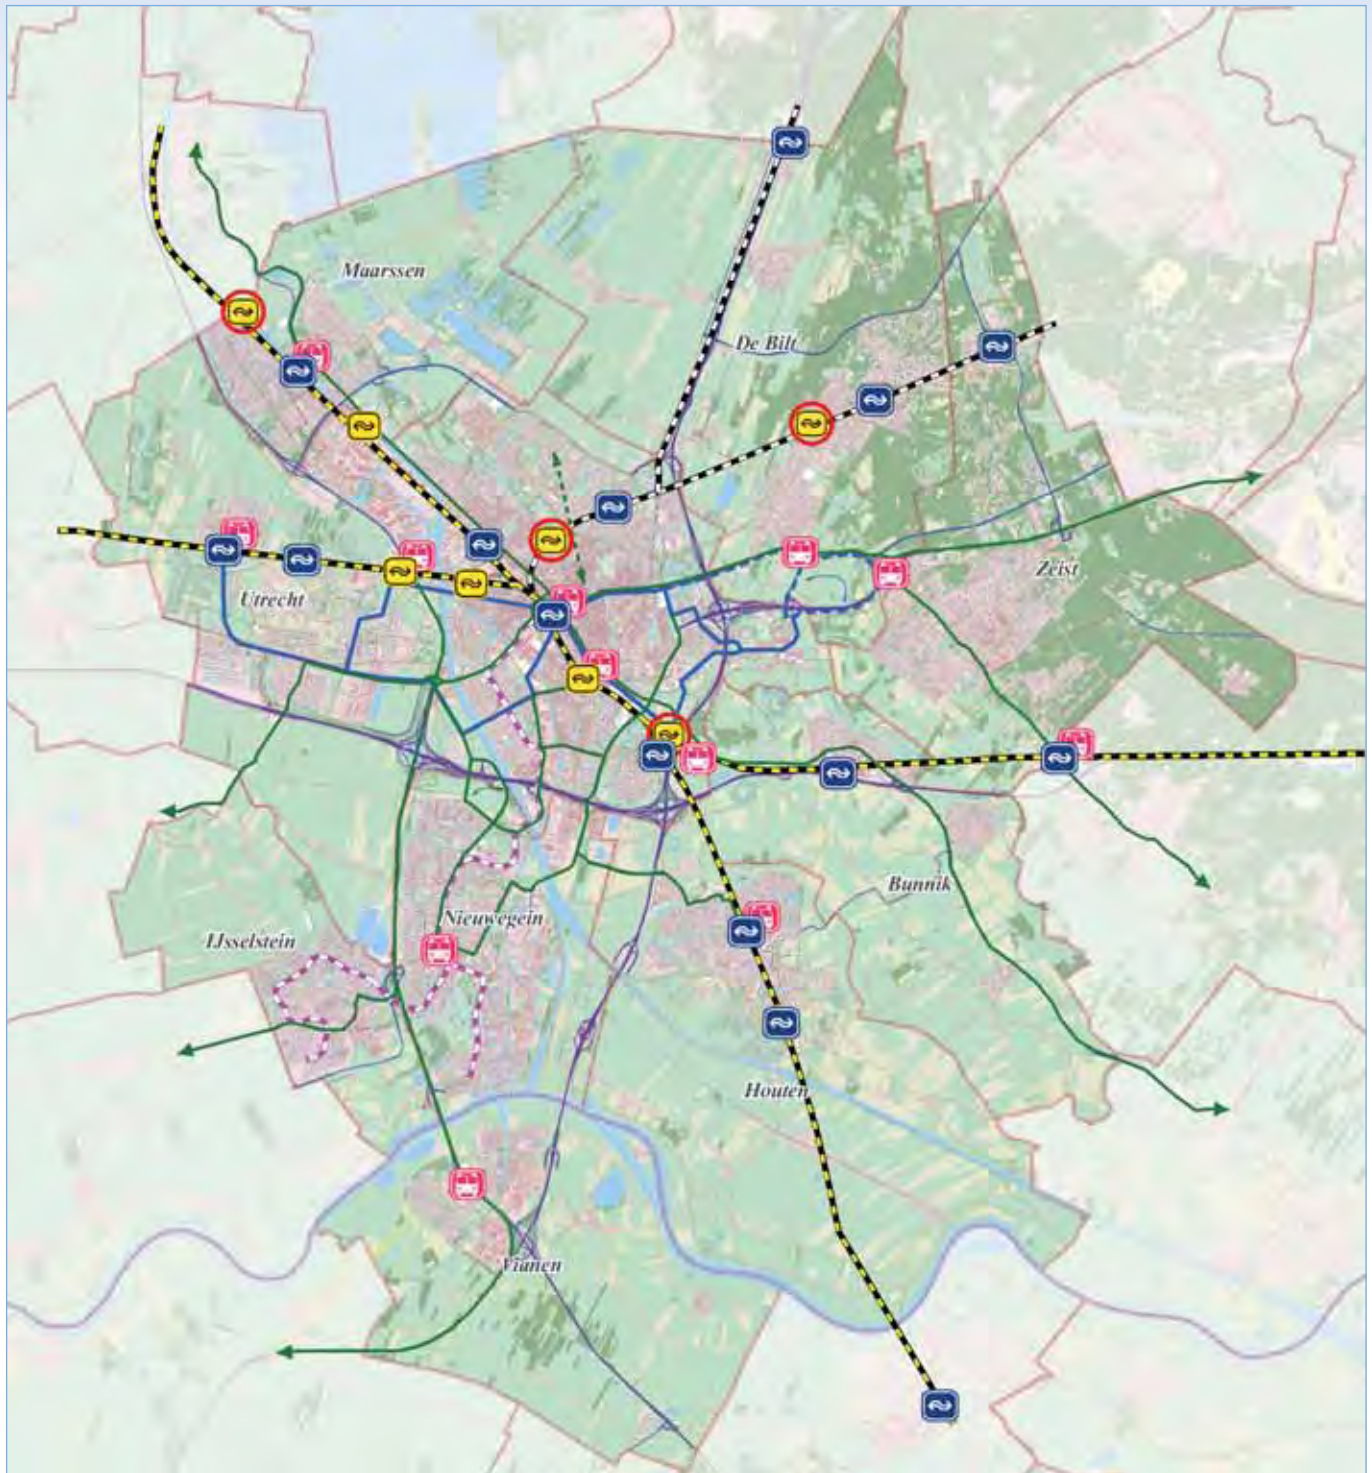 Maarssen
De Bilt
Zeist
Utrecht
Bunnik
Nieuwegein
IJsselstein
Houten
Vianen